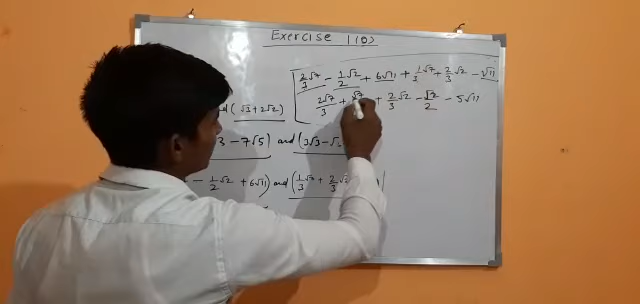 Exercise 1(D)
2√7/3 - 1/2 √2 + 6√11 + 1/3 √7 + 2/3 √2 - √11
2√7/3 + √7 + 2/3 √2 - √2/2 - 5√11
(√3 + 2√2)
3 - 7√5) and (3√3 - √
- 1/2 √2 + 6√11) and (1/3 √7 + 2/3 √2